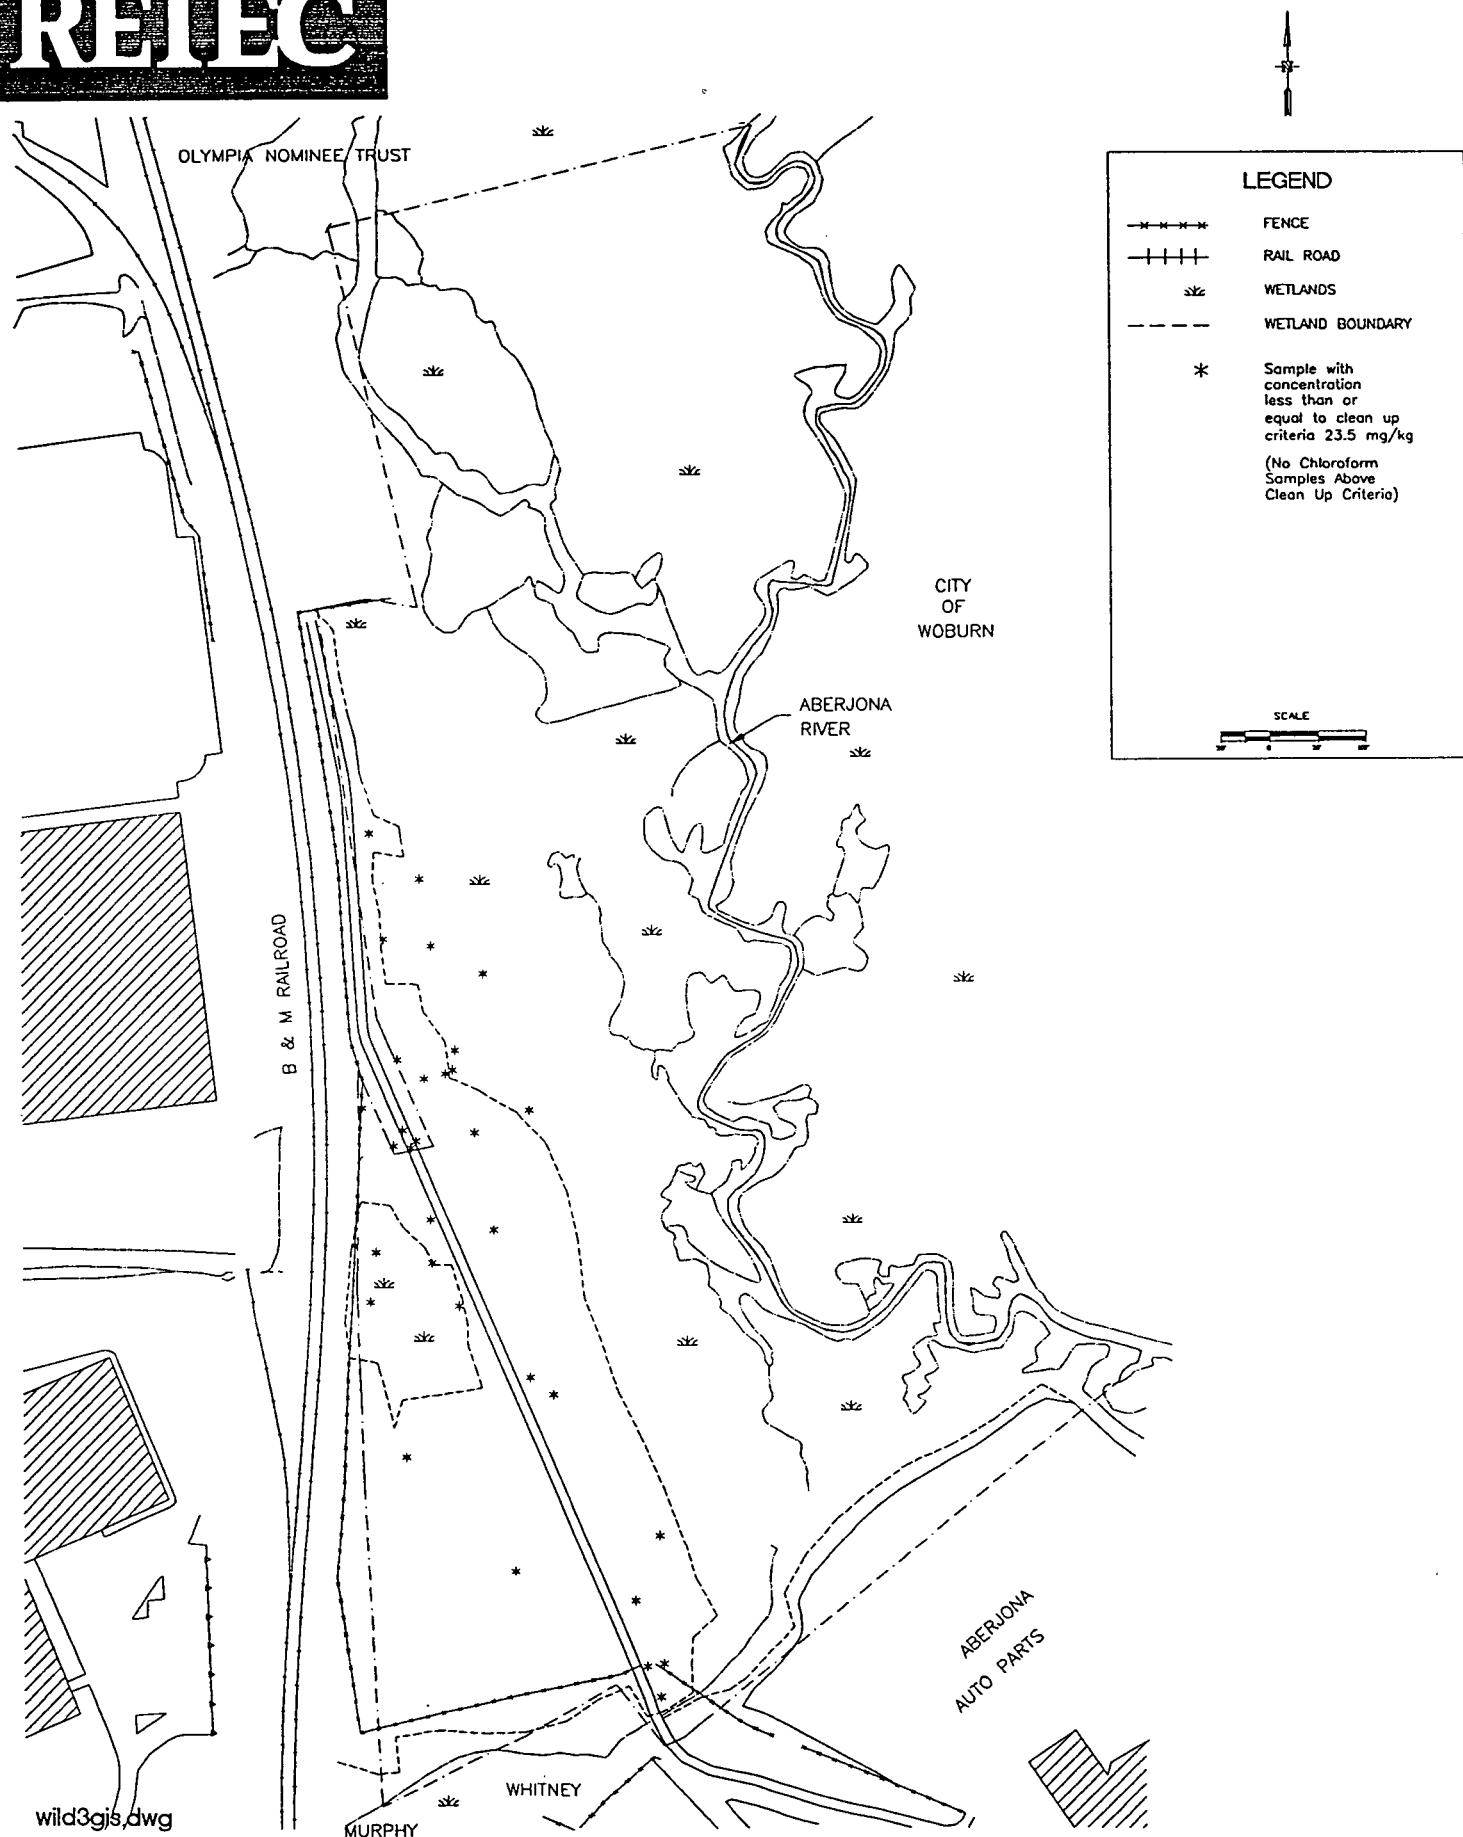 RETEC
OLYMPIA NOMINEE TRUST
N
LEGEND
FENCE
RAIL ROAD
WETLANDS
WETLAND BOUNDARY
Sample with
concentration
less than or
equal to clean up
criteria 23.5 mg/kg
(No Chloroform
Samples Above
Clean Up Criteria)
SCALE
0
CITY
OF
WOBURN
ABERJONA
RIVER
B & M RAILROAD
ABERJONA
AUTO PARTS
WHITNEY
MURPHY
wild3gjs.dwg